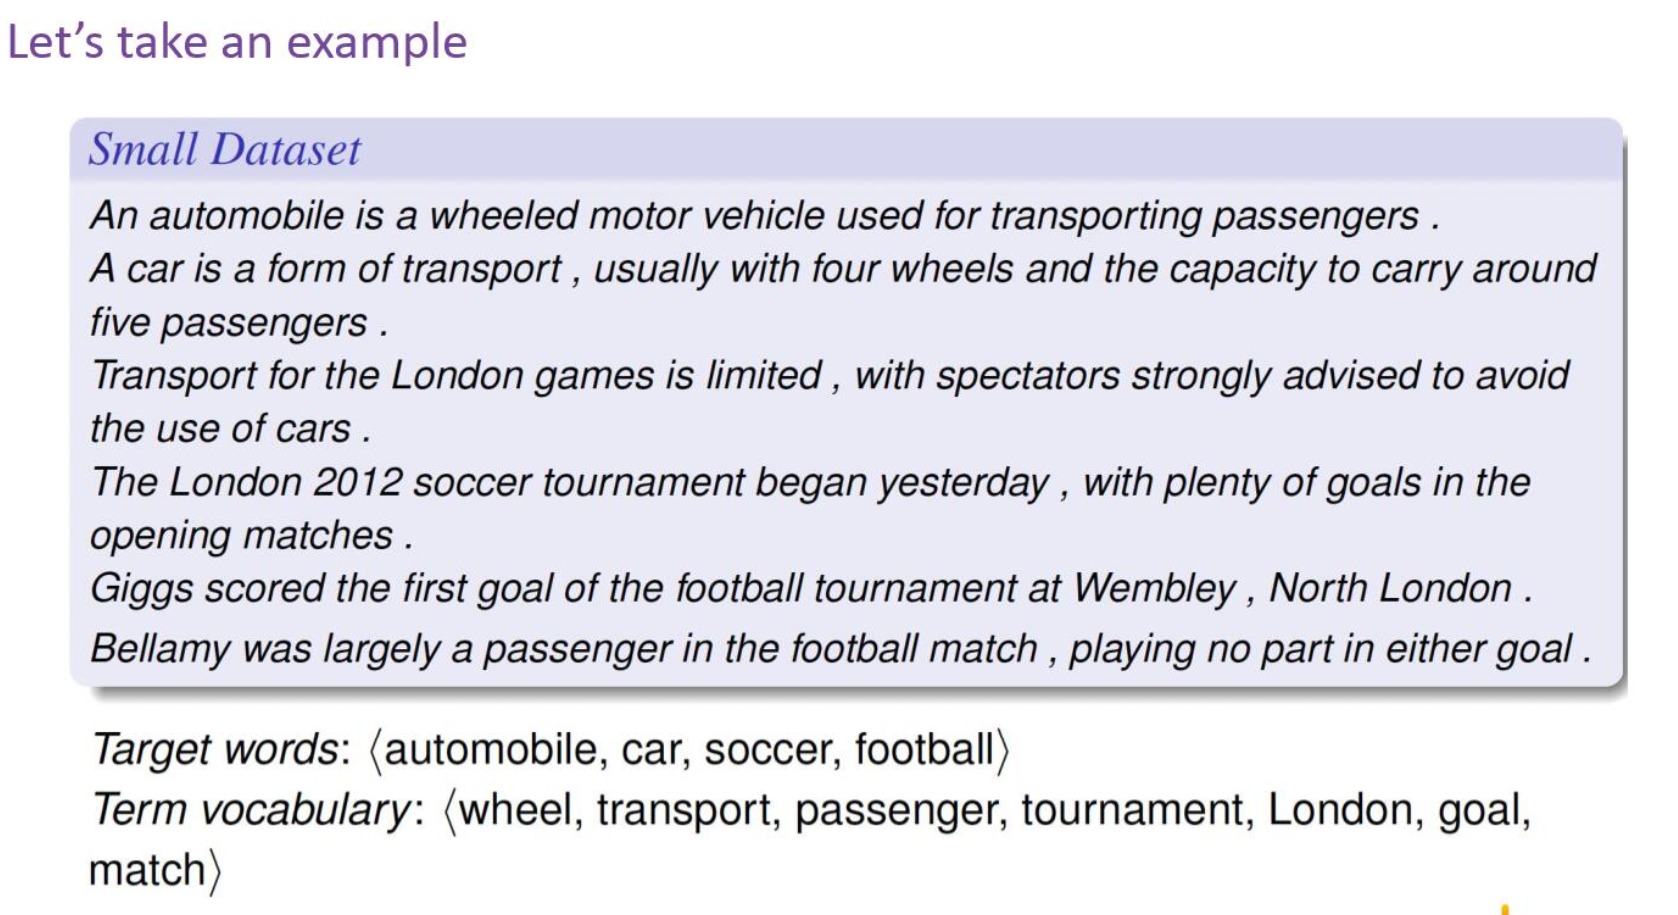 Let's take an example
Small Dataset
An automobile is a wheeled motor vehicle used for transporting passengers .
A car is a form of transport , usually with four wheels and the capacity to carry around
five passengers .
Transport for the London games is limited , with spectators strongly advised to avoid
the use of cars .
The London 2012 soccer tournament began yesterday , with plenty of goals in the
opening matches .
Giggs scored the first goal of the football tournament at Wembley , North London .
Bellamy was largely a passenger in the football match , playing no part in either goal .
Target words: ⟨automobile, car, soccer, football⟩
Term vocabulary: ⟨wheel, transport, passenger, tournament, London, goal,
match⟩